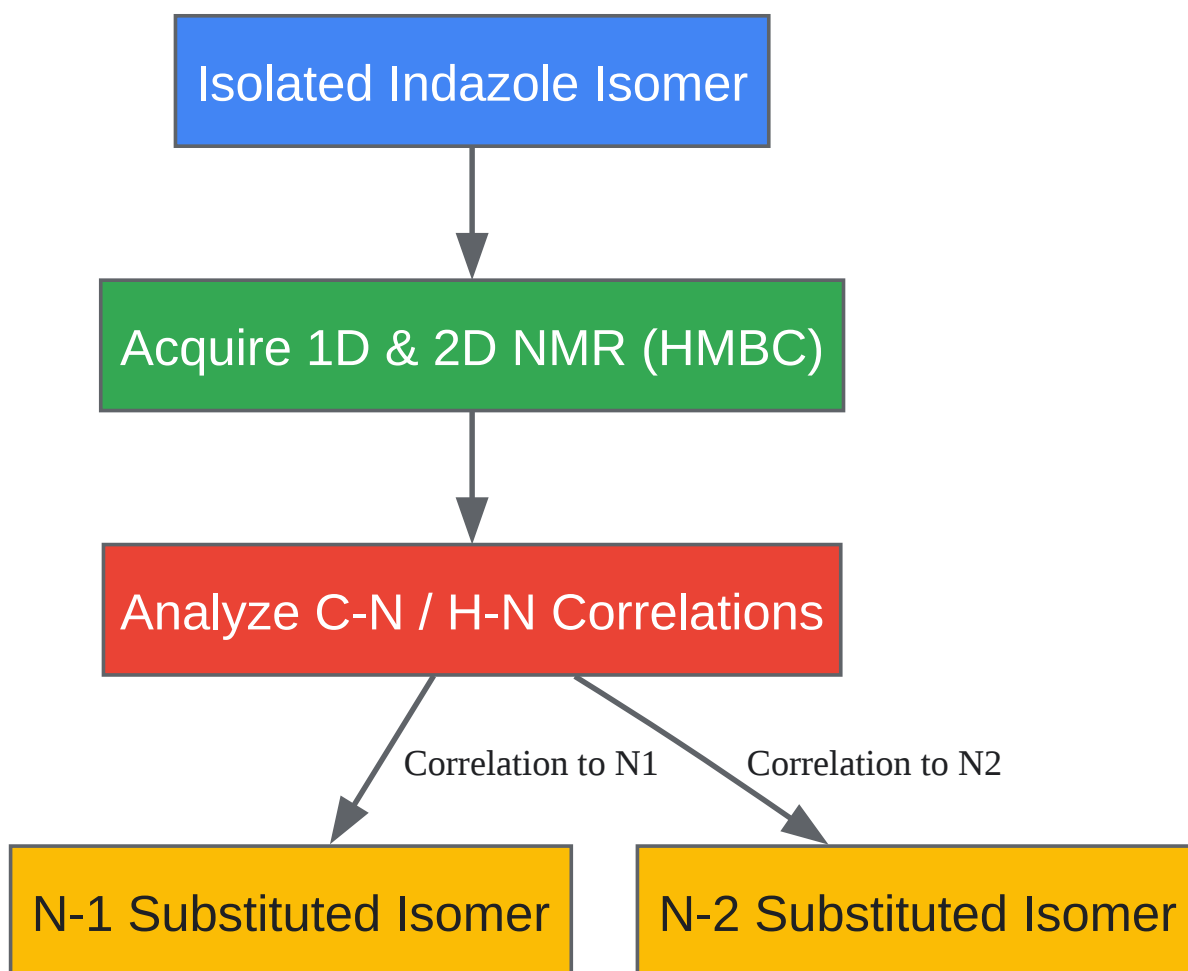 Isolated Indazole Isomer
Acquire 1D & 2D NMR (HMBC)
Analyze C-N / H-N Correlations
Correlation to N1
Correlation to N2
N-1 Substituted Isomer
N-2 Substituted Isomer